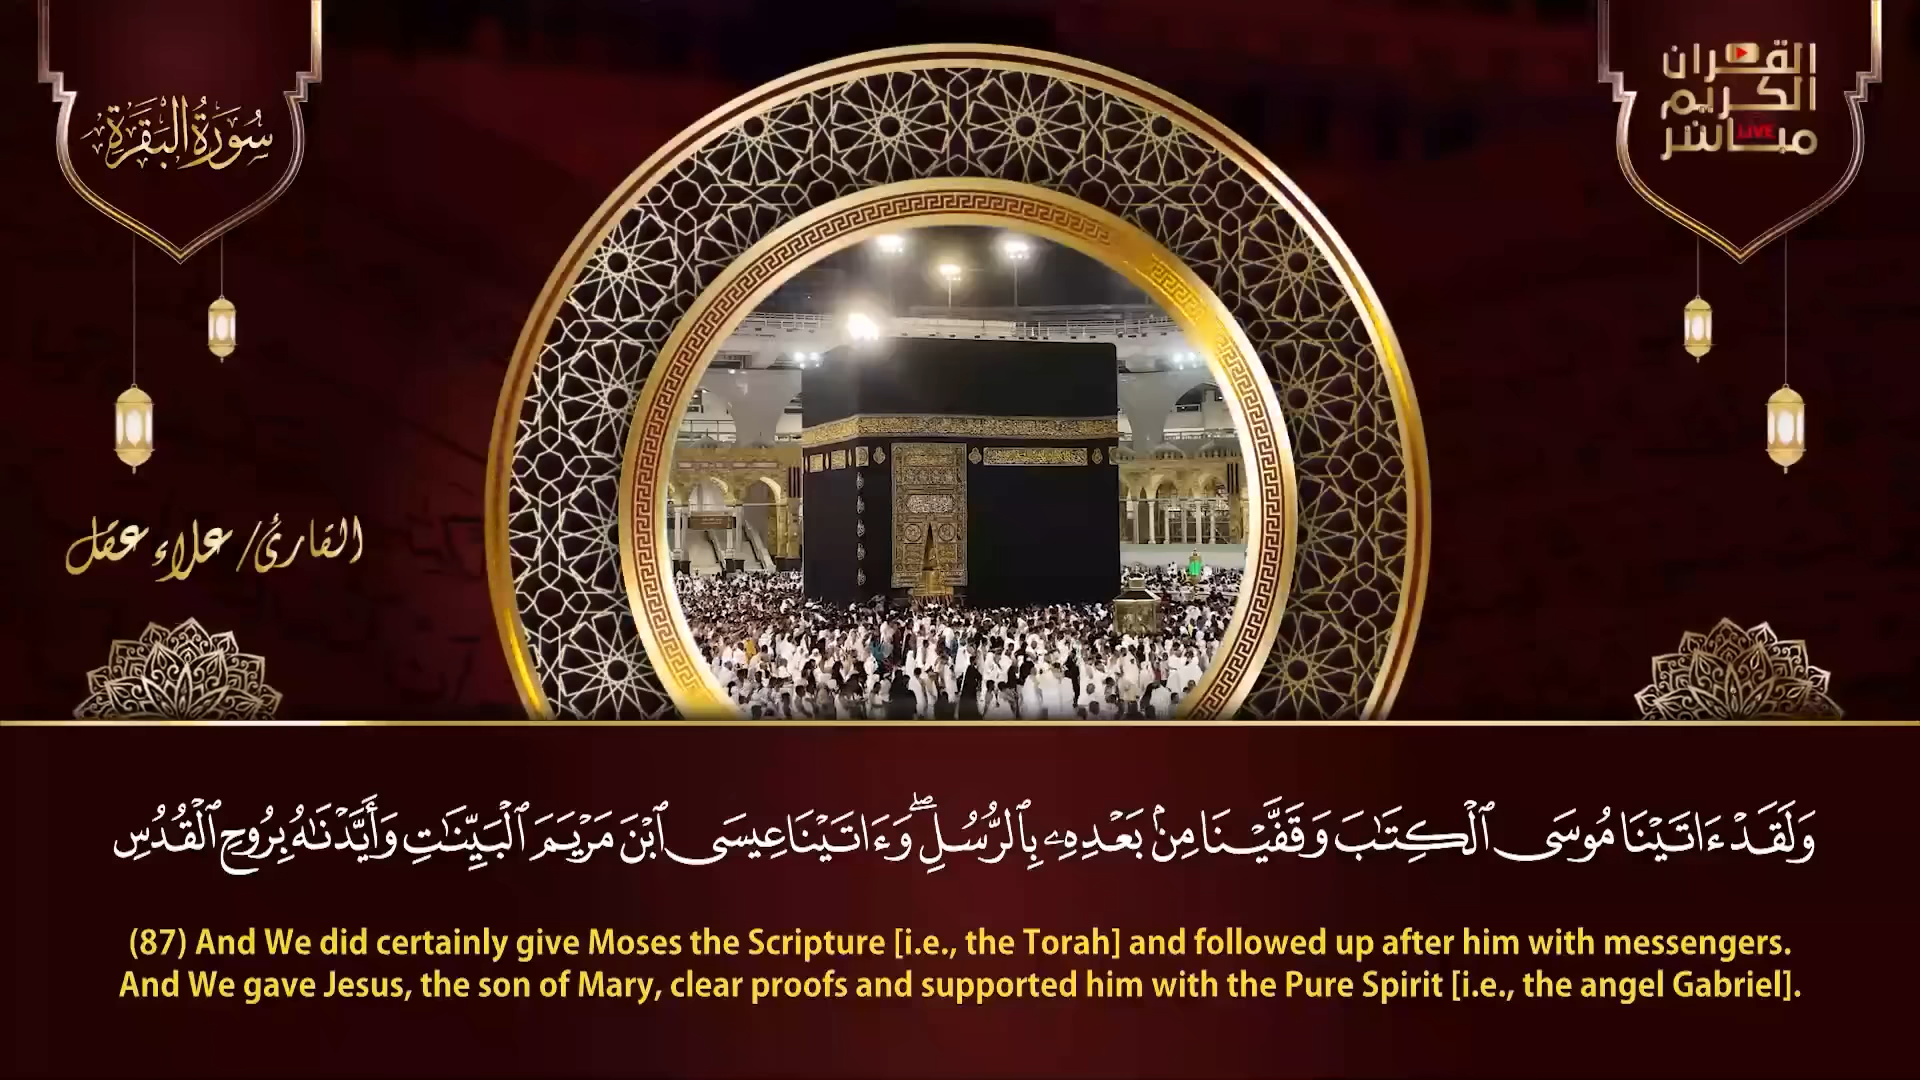 سُورَةُ البَقَرَةِ
القرآن
الكريم
مباشر
LIVE
القارئ/ علاء عقل
وَلَقَدْ ءَاتَيْنَا مُوسَى ٱلْكِتَٰبَ وَقَفَّيْنَا مِنۢ بَعْدِهِۦ بِٱلرُّسُلِ ۖ وَءَاتَيْنَا عِيسَى ٱبْنَ مَرْيَمَ ٱلْبَيِّنَٰتِ وَأَيَّدْنَٰهُ بِرُوحِ ٱلْقُدُسِ
(87) And We did certainly give Moses the Scripture [i.e., the Torah] and followed up after him with messengers.
And We gave Jesus, the son of Mary, clear proofs and supported him with the Pure Spirit [i.e., the angel Gabriel].